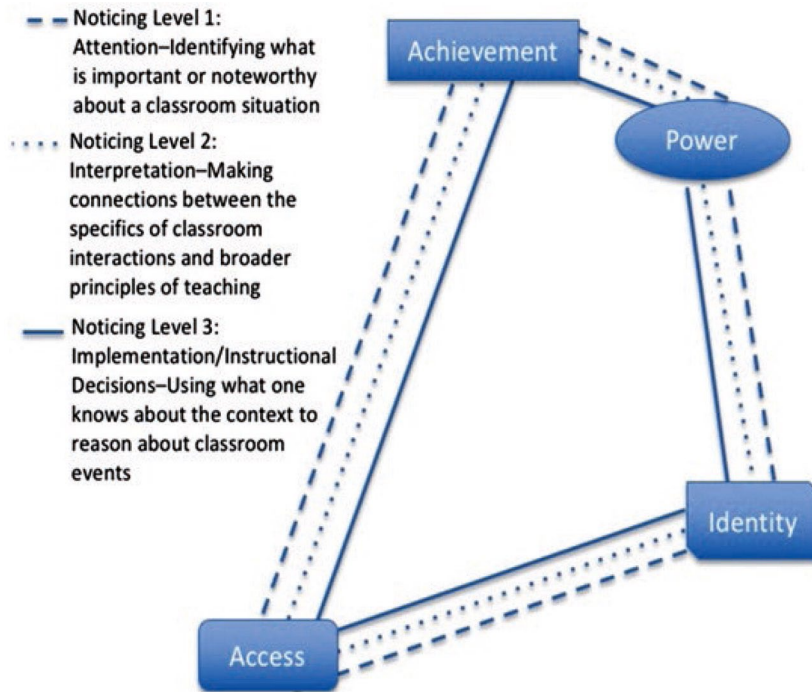 Noticing Level 1:
Attention–Identifying what
is important or noteworthy
about a classroom situation
Noticing Level 2:
Interpretation–Making
connections between the
specifics of classroom
interactions and broader
principles of teaching
Noticing Level 3:
Implementation/Instructional
Decisions–Using what one
knows about the context to
reason about classroom
events
Achievement
Power
Identity
Access